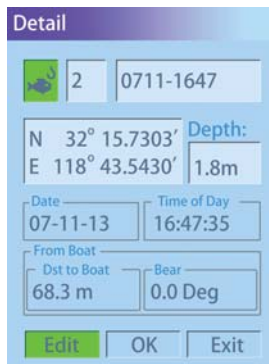 Detail
2 0711-1647
N 32° 15.7303′ Depth:
E 118° 43.5430′ 1.8m
Date Time of Day
07-11-13 16:47:35
From Boat
Dst to Boat Bear
68.3 m 0.0 Deg
Edit OK Exit